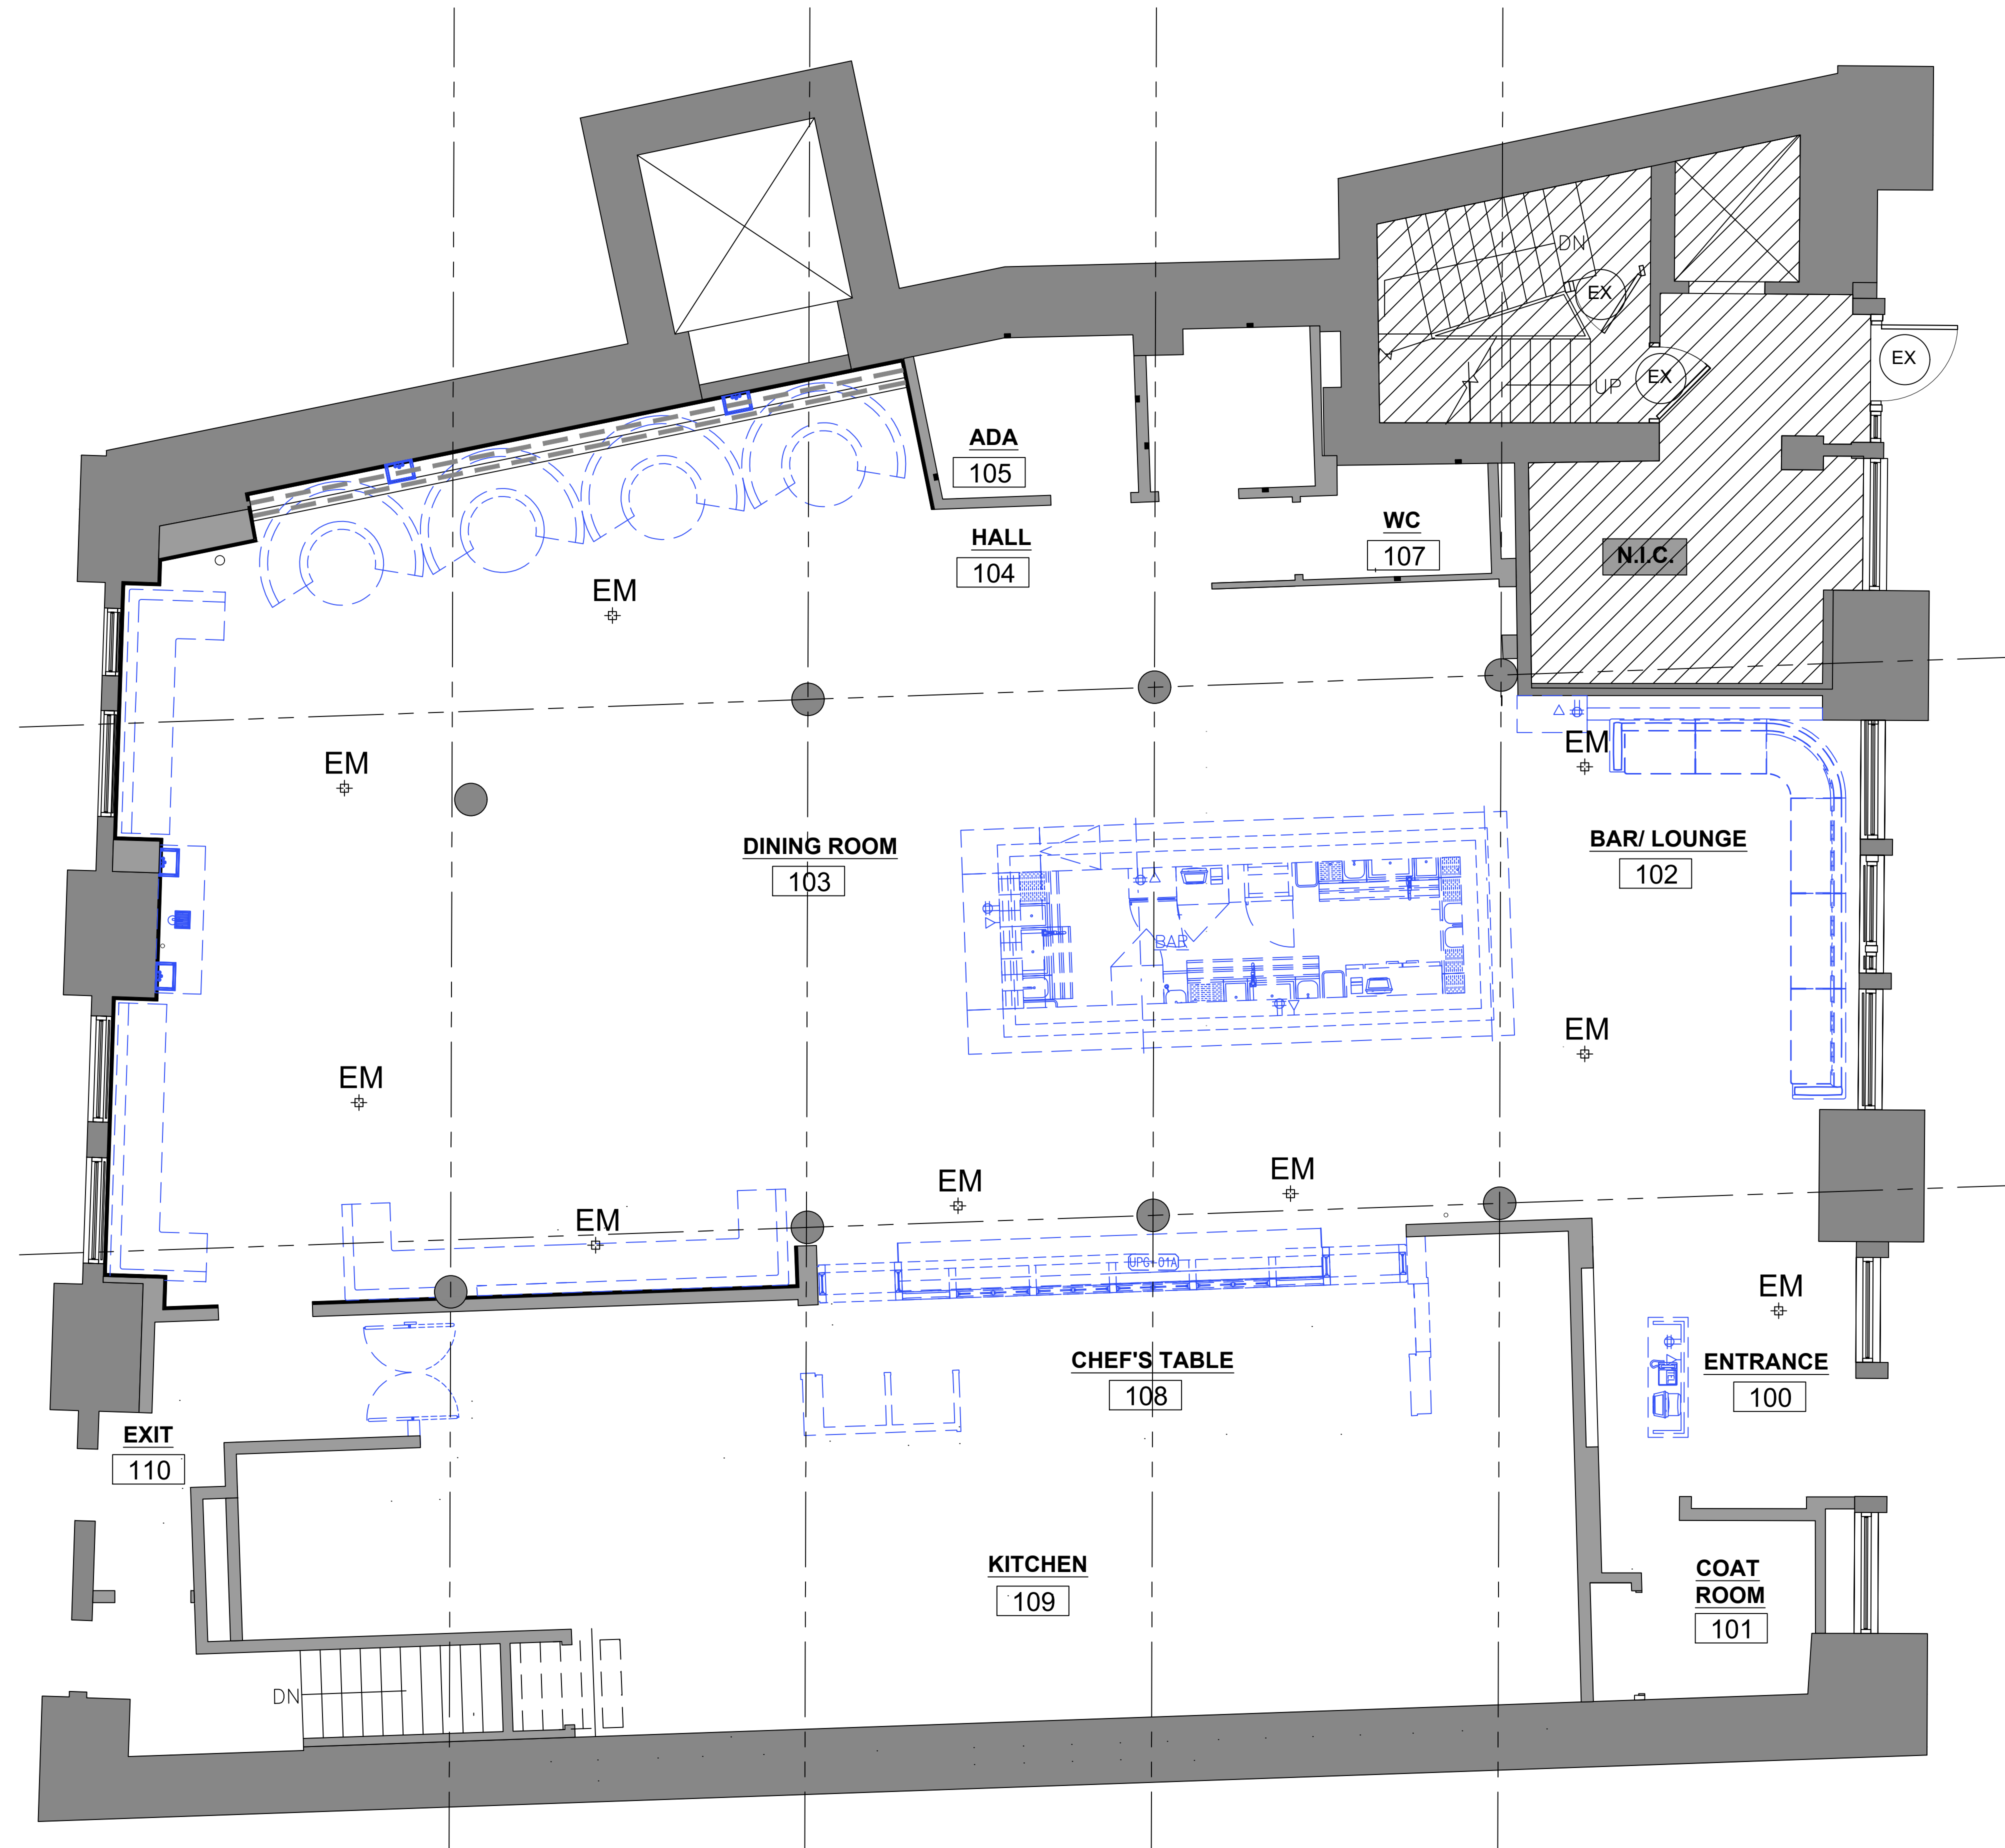 DN
EX
EX
EX
UP
ADA
105
HALL
104
WC
107
N.I.C.
EM
EM
EM
DINING ROOM
103
BAR/ LOUNGE
102
BAR
EM
EM
EM
EM
EM
UPG1 01A
EM
CHEF'S TABLE
108
ENTRANCE
100
EXIT
110
KITCHEN
109
COAT
ROOM
101
DN